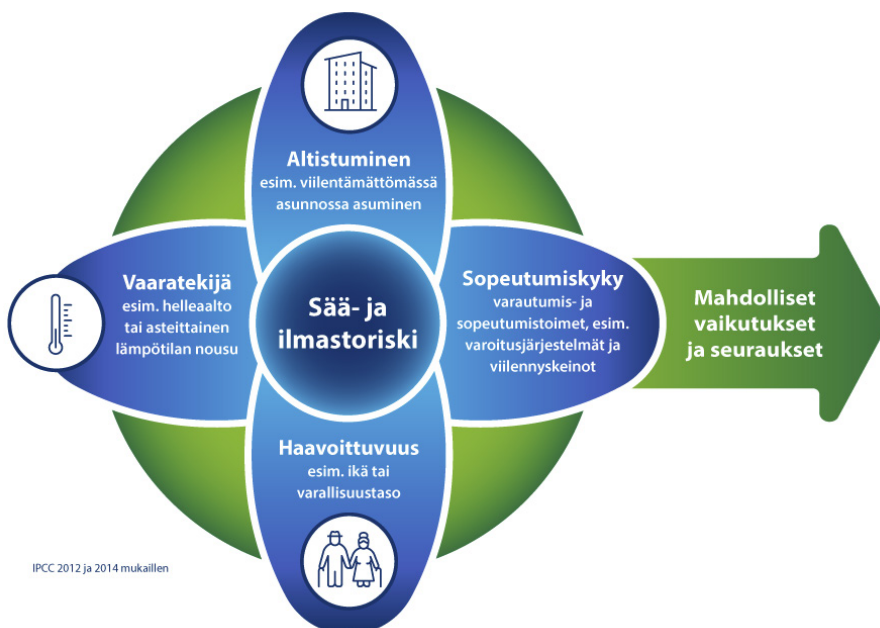 Altistuminen
esim. viilentämättömässä
asunnossa asuminen
Vaaratekijä
esim. helleaalto
tai asteittainen
lämpötilan nousu
Sää- ja
ilmastoriski
Sopeutumiskyky
varautumis- ja
sopeutumistoimet, esim.
varoitusjärjestelmät ja
viilennyskeinot
Mahdolliset
vaikutukset
ja seuraukset
Haavoittuvuus
esim. ikä tai
varallisuustaso
IPCC 2012 ja 2014 mukaillen